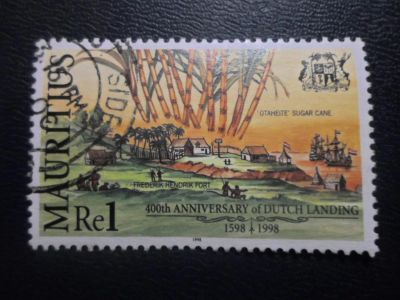 MAURITIUS
'OTAHEITE' SUGAR CANE
FREDERIK HENDRIK FORT
Re1
400th ANNIVERSARY of DUTCH LANDING
1598 1998
1998